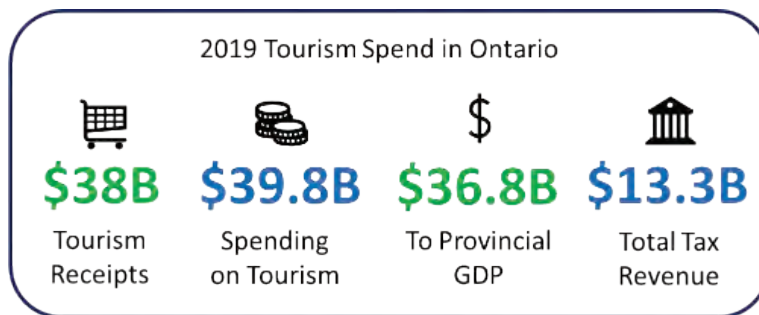 2019 Tourism Spend in Ontario
$38B
Tourism
Receipts
$39.8B
Spending
on Tourism
$
$36.8B
To Provincial
GDP
$13.3B
Total Tax
Revenue